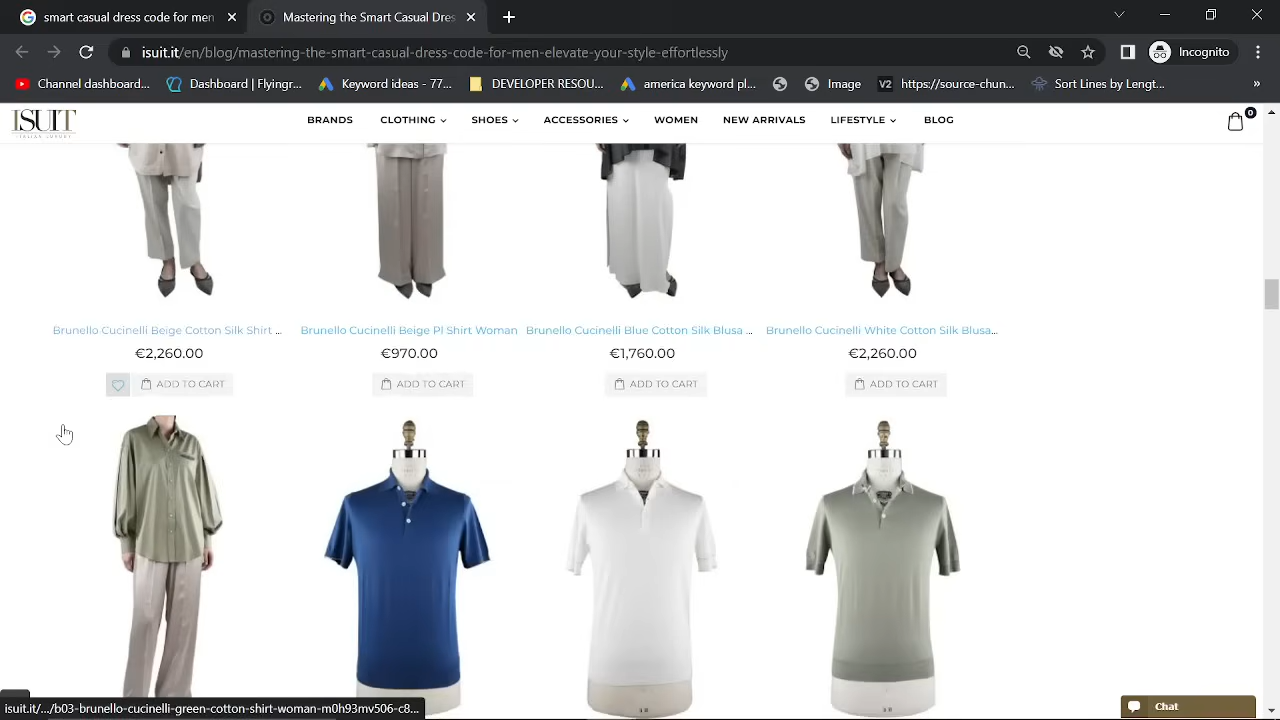 smart casual dress code for men
Mastering the Smart Casual Dres
isuit.it/en/blog/mastering-the-smart-casual-dress-code-for-men-elevate-your-style-effortlessly
Incognito
Channel dashboard...
Dashboard | Flyingr...
Keyword ideas - 77...
DEVELOPER RESOU...
america keyword pl...
Image
V2 https://source-chun...
Sort Lines by Lengt...
»
ISUIT
BRANDS
CLOTHING
SHOES
ACCESSORIES
WOMEN
NEW ARRIVALS
LIFESTYLE
BLOG
0
Brunello Cucinelli Beige Cotton Silk Shirt ...
Brunello Cucinelli Beige Pl Shirt Woman
Brunello Cucinelli Blue Cotton Silk Blusa ...
Brunello Cucinelli White Cotton Silk Blusa...
€2,260.00
€970.00
€1,760.00
€2,260.00
ADD TO CART
ADD TO CART
ADD TO CART
ADD TO CART
isuit.it/.../b03-brunello-cucinelli-green-cotton-shirt-woman-m0h93mv506-c8...
Chat